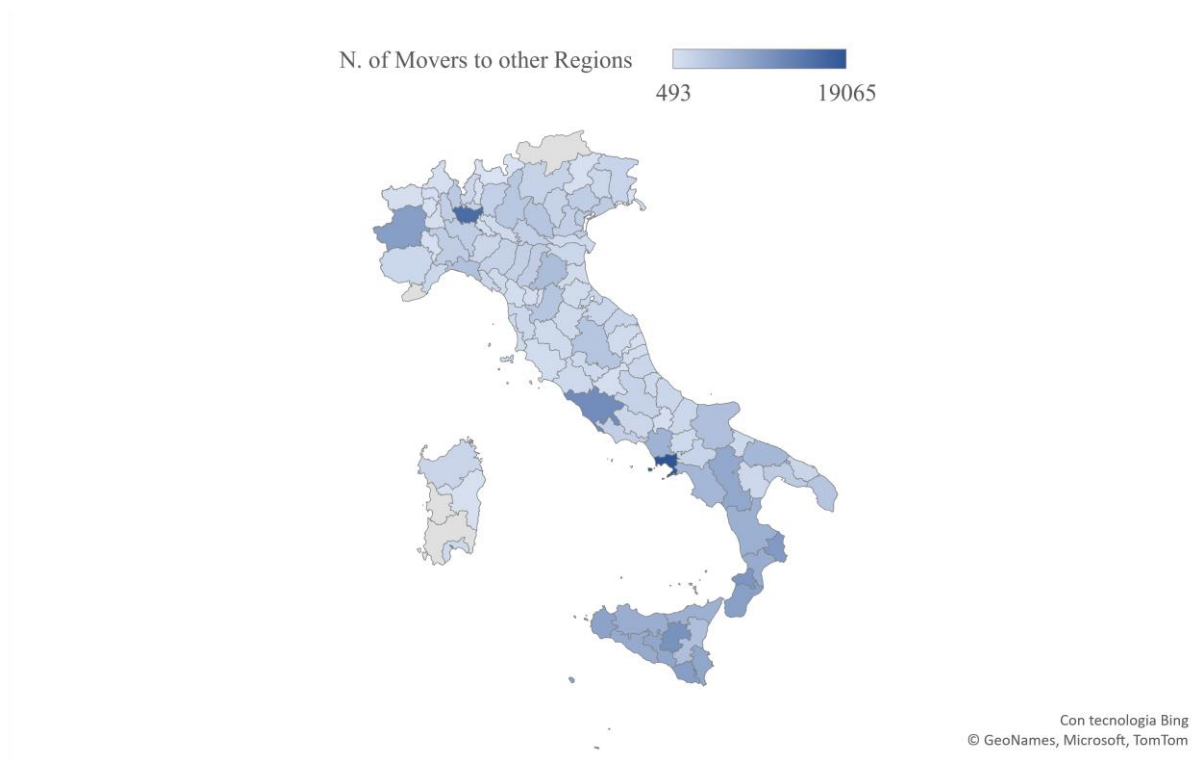 N. of Movers to other Regions
493 19065
Con tecnologia Bing
© GeoNames, Microsoft, TomTom